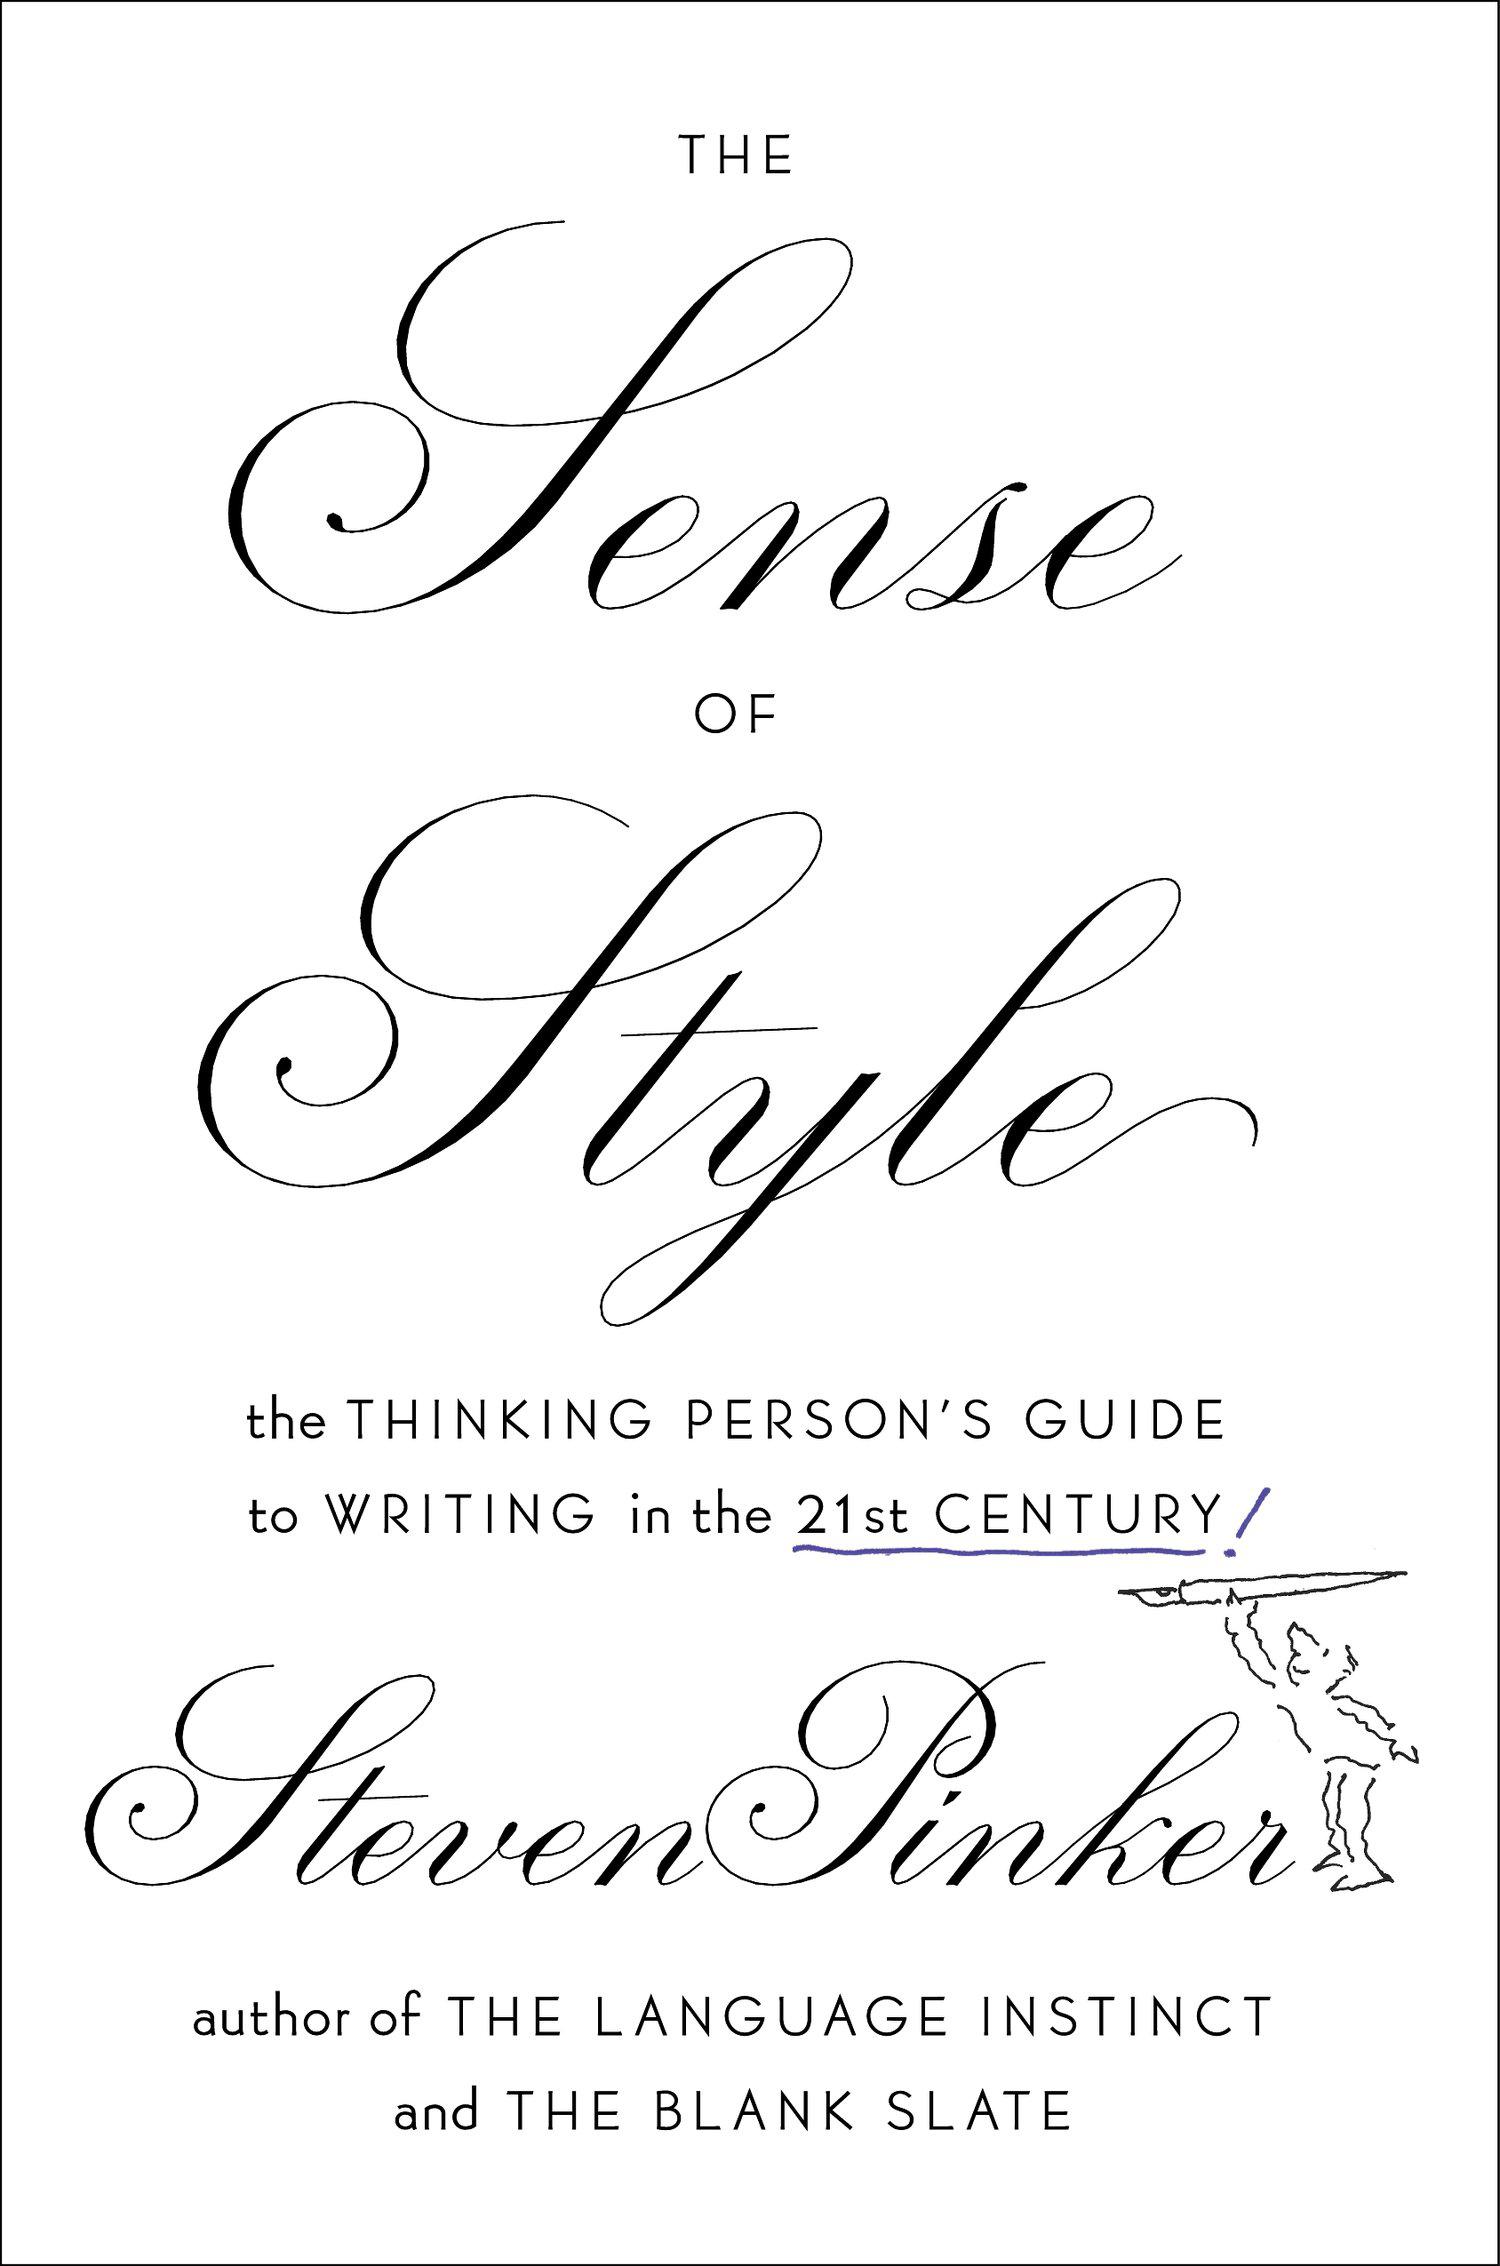 THE
Sense
OF
Style
the THINKING PERSON'S GUIDE
to WRITING in the 21st CENTURY!
Steven Pinker
author of THE LANGUAGE INSTINCT
and THE BLANK SLATE